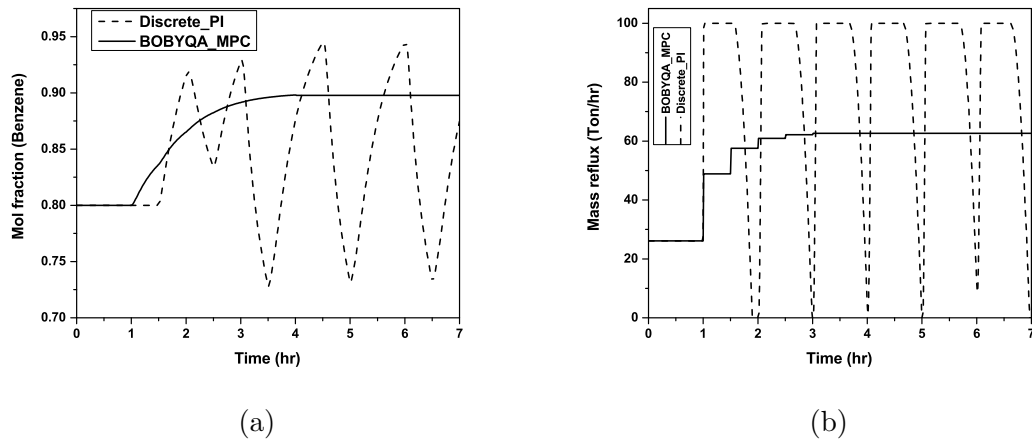 Discrete_PI
BOBYQA_MPC
0.95
0.90
0.85
0.80
0.75
0.70
Mol fraction (Benzene)
0 1 2 3 4 5 6 7
Time (hr)
(a)
BOBYQA_MPC
Discrete_PI
100
80
60
40
20
0
Mass reflux (Ton/hr)
0 1 2 3 4 5 6 7
Time (hr)
(b)